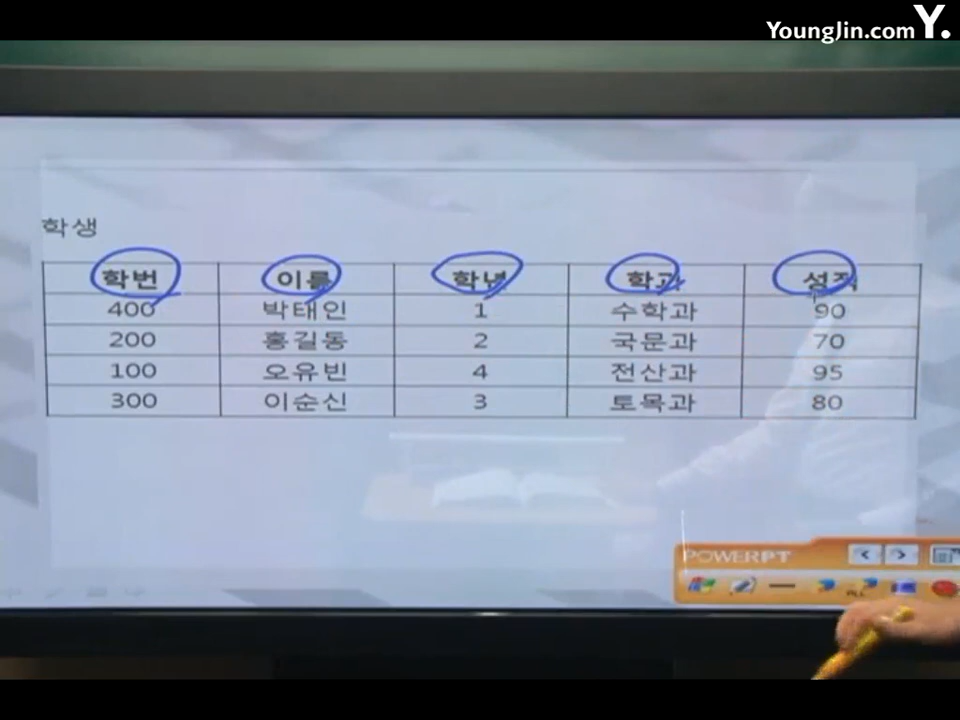 YoungJin.com Y.
학생
학번 이름 학년 학과 성적
400 박태인 1 수학과 90
200 홍길동 2 국문과 70
100 오유빈 4 전산과 95
300 이순신 3 토목과 80
POWERPT